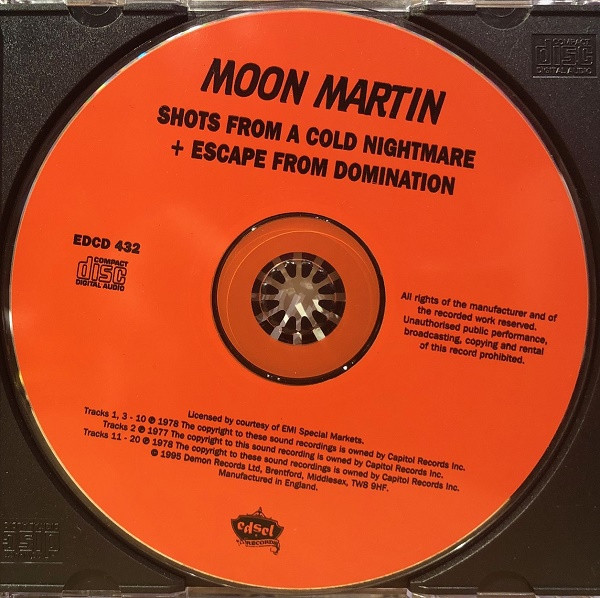 COMPACT
disc
DIGITAL AUDIO
MOON MARTIN
SHOTS FROM A COLD NIGHTMARE
+ ESCAPE FROM DOMINATION
EDCD 432
COMPACT
disc
DIGITAL AUDIO
All rights of the manufacturer and of
the recorded work reserved.
Unauthorised public performance,
broadcasting, copying and rental
of this record prohibited.
Licensed by courtesy of EMI Special Markets.
Tracks 1, 3 - 10 ℗ 1978 The copyright to these sound recordings is owned by Capitol Records Inc.
Tracks 2 ℗ 1977 The copyright to this sound recording is owned by Capitol Records Inc.
Tracks 11 - 20 ℗ 1978 The copyright to these sound recordings is owned by Capitol Records Inc.
© 1995 Demon Records Ltd, Brentford, Middlesex, TW8 9HF.
Manufactured in England.
edsel
RECORDS